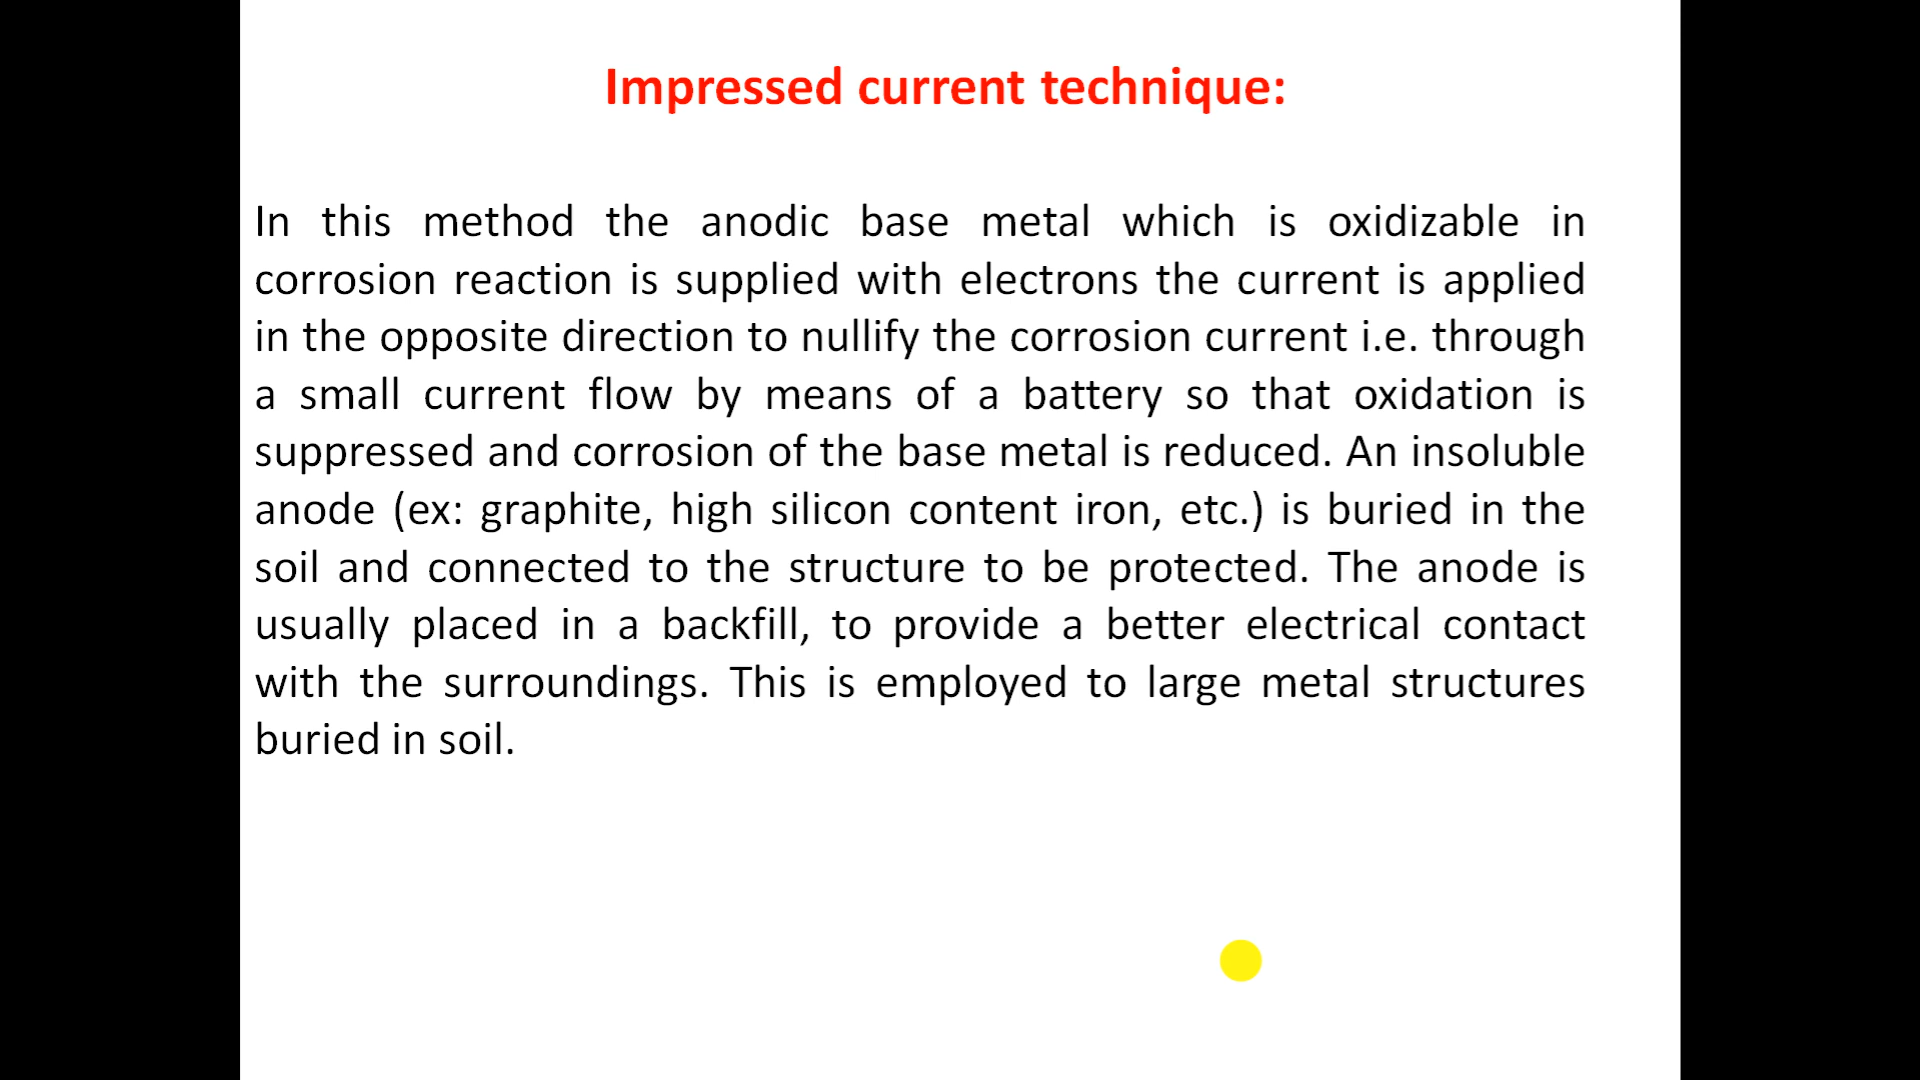 Impressed current technique:
In this method the anodic base metal which is oxidizable in
corrosion reaction is supplied with electrons the current is applied
in the opposite direction to nullify the corrosion current i.e. through
a small current flow by means of a battery so that oxidation is
suppressed and corrosion of the base metal is reduced. An insoluble
anode (ex: graphite, high silicon content iron, etc.) is buried in the
soil and connected to the structure to be protected. The anode is
usually placed in a backfill, to provide a better electrical contact
with the surroundings. This is employed to large metal structures
buried in soil.